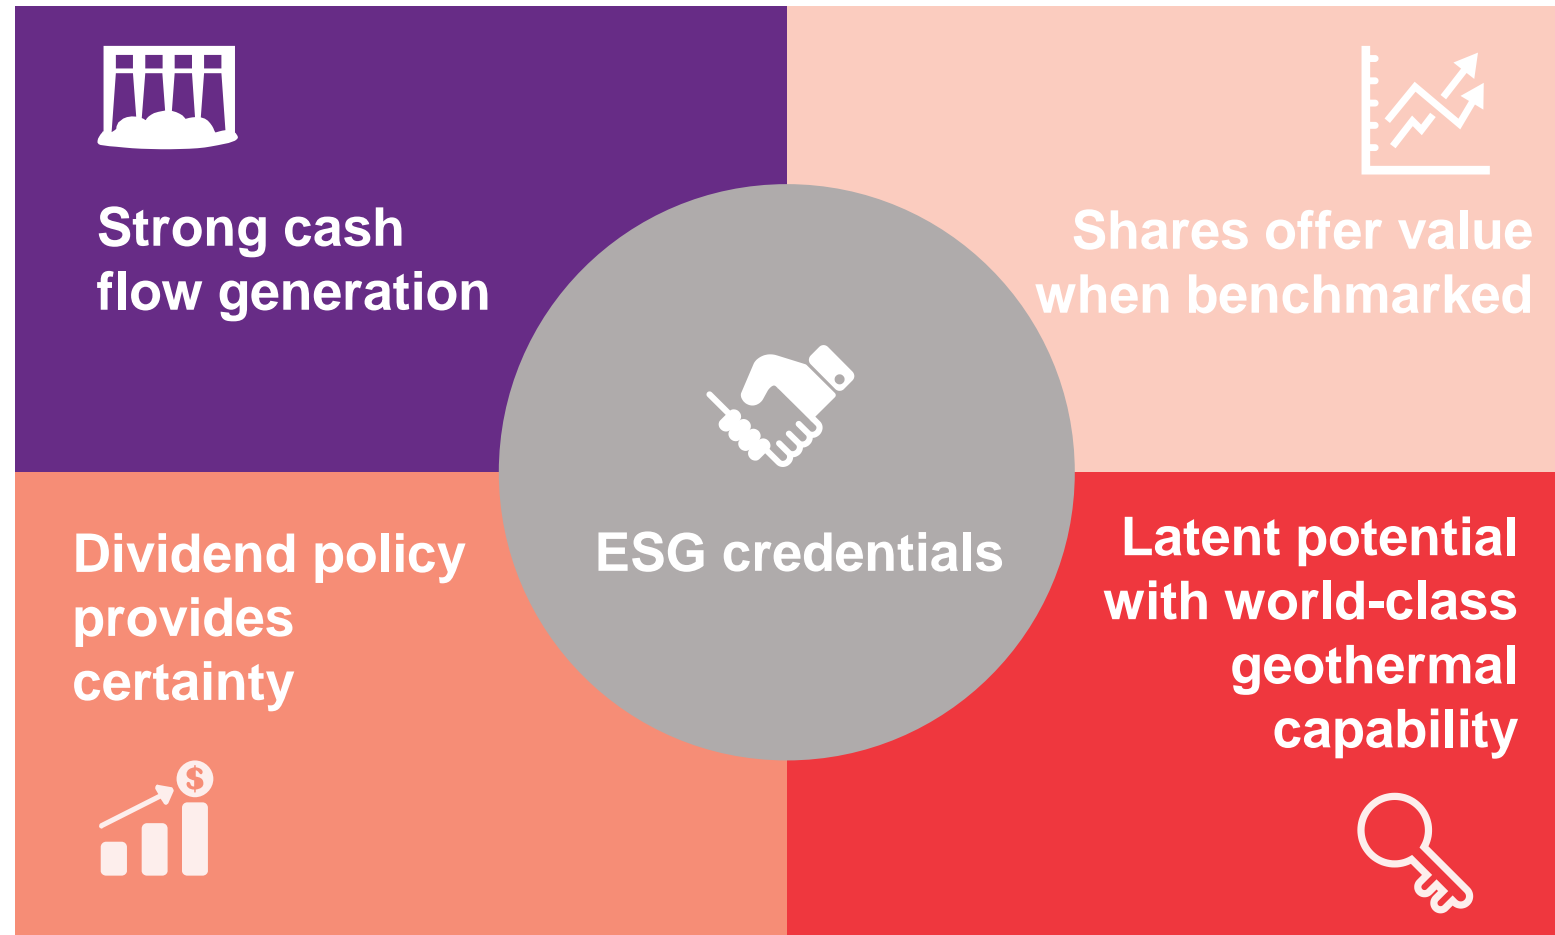 Strong cash
flow generation
Shares offer value
when benchmarked
ESG credentials
Dividend policy
provides
certainty
$
Latent potential
with world-class
geothermal
capability